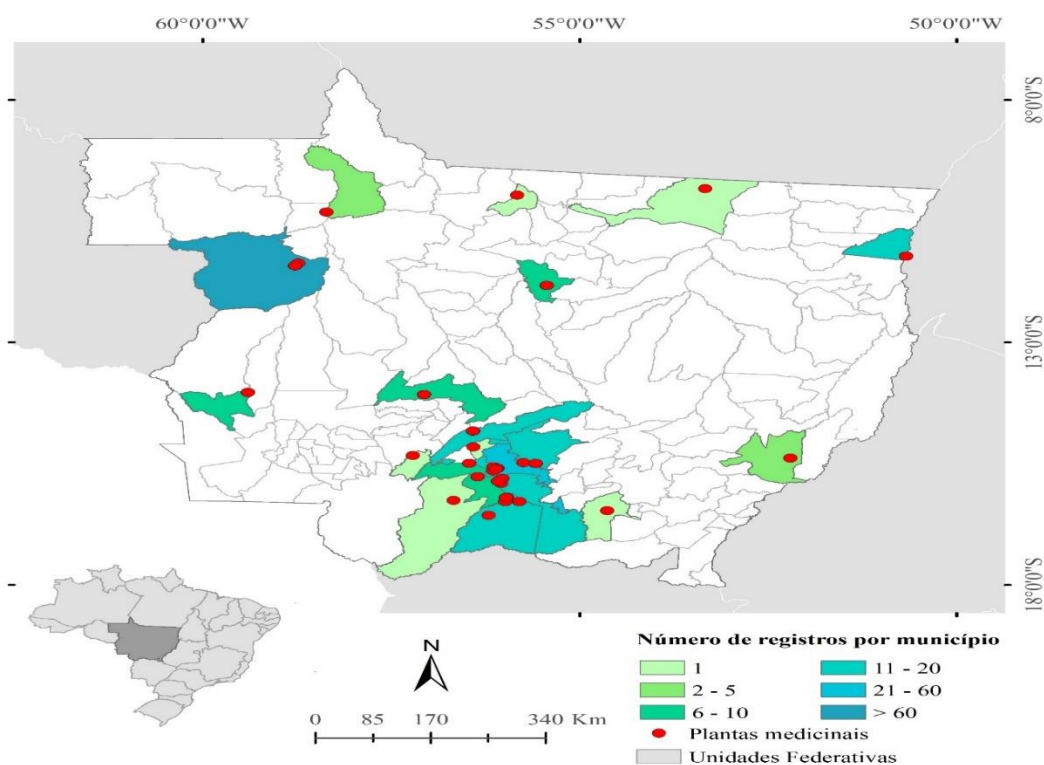 60°0'0"W 55°0'0"W 50°0'0"W
8°0'0"S
13°0'0"S
18°0'0"S
N
0 85 170 340 Km
Número de registros por município
1 11 - 20
2 - 5 21 - 60
6 - 10 > 60
Plantas medicinais
Unidades Federativas